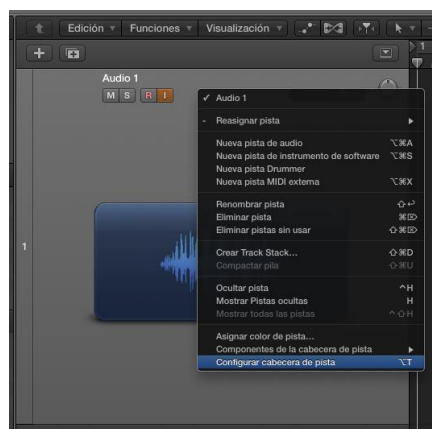 Edición Funciones Visualización
1
Audio 1
M S R I
✓ Audio 1
- Reasignar pista
Nueva pista de audio ⌥⌘A
Nueva pista de instrumento de software ⌥⌘S
Nueva pista Drummer
Nueva pista MIDI externa ⌥⌘X
Renombrar pista ⇧↩
Eliminar pista ⌘⌦
Eliminar pistas sin usar ⇧⌘⌦
1
Crear Track Stack... ⇧⌘D
Compactar pila ⇧⌘U
Ocultar pista ^H
Mostrar Pistas ocultas H
Mostrar todas las pistas ^⇧H
Asignar color de pista...
Componentes de la cabecera de pista
Configurar cabecera de pista ⌥T